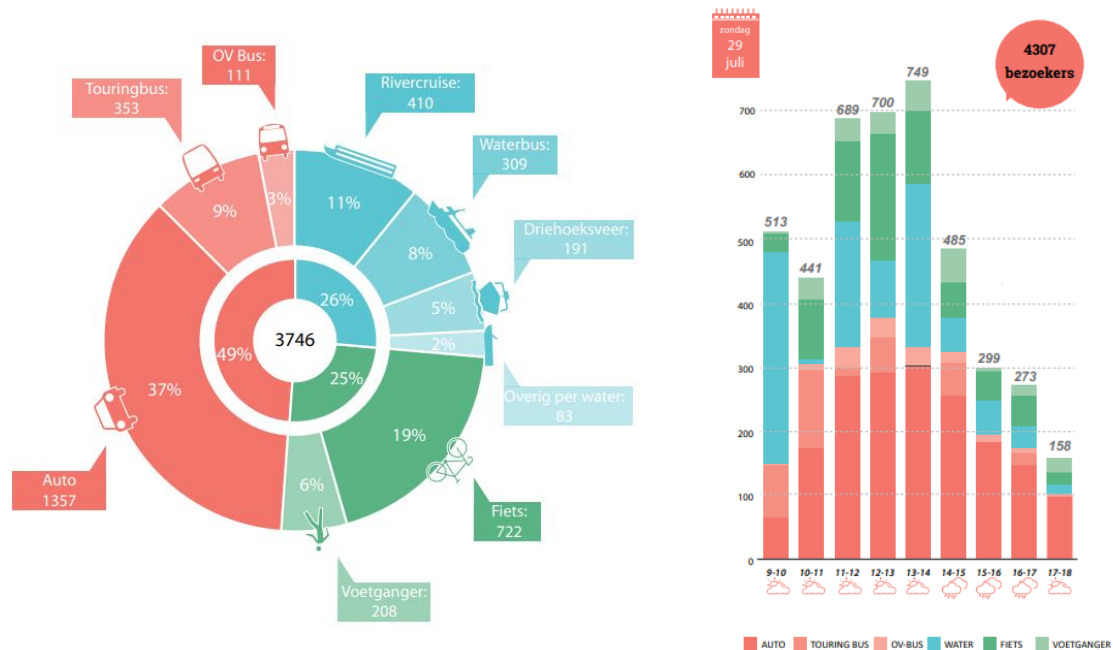 OV Bus:
111
Touringbus:
353
Rivercruise:
410
Waterbus:
309
Driehoeksveer:
191
Overig per water:
83
Fiets:
722
Voetganger:
208
Auto
1357
3%
11%
9%
8%
5%
2%
37%
19%
6%
26%
49%
25%
3746
zondag
29
juli
4307
bezoekers
749
700
689
513
485
441
299
273
158
700
600
500
400
300
200
100
0
9-10 10-11 11-12 12-13 13-14 14-15 15-16 16-17 17-18
AUTO TOURING BUS OV-BUS WATER FIETS VOETGANGER